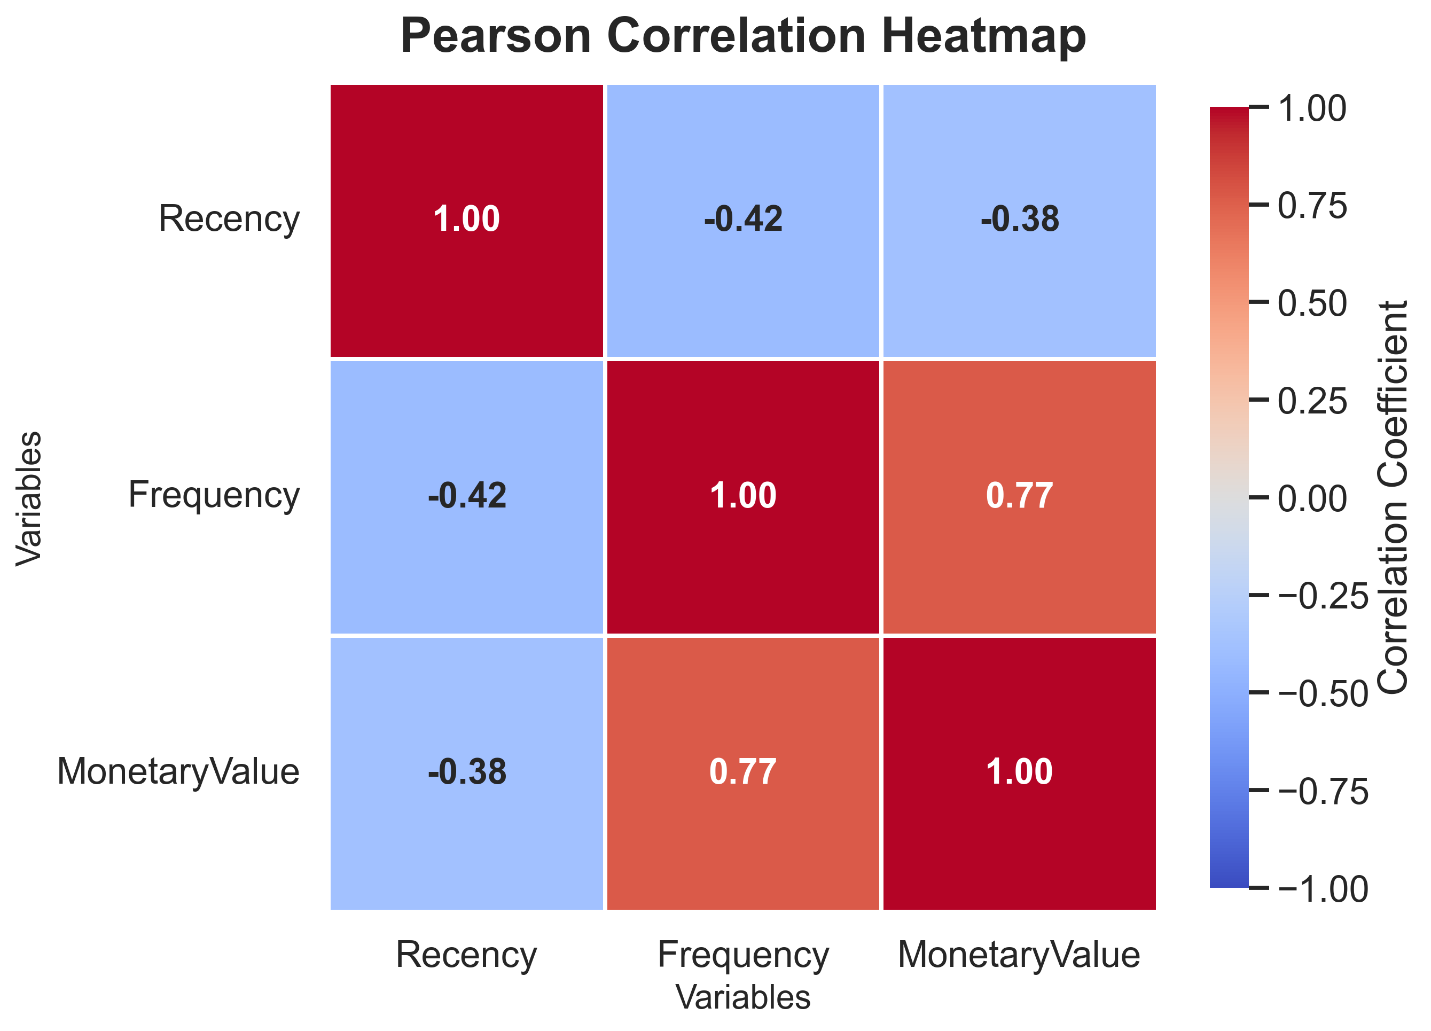 Pearson Correlation Heatmap
Recency
1.00
-0.42
-0.38
Frequency
-0.42
1.00
0.77
MonetaryValue
-0.38
0.77
1.00
Recency
Frequency
MonetaryValue
Variables
Variables
1.00
0.75
0.50
0.25
0.00
−0.25
−0.50
−0.75
−1.00
Correlation Coefficient